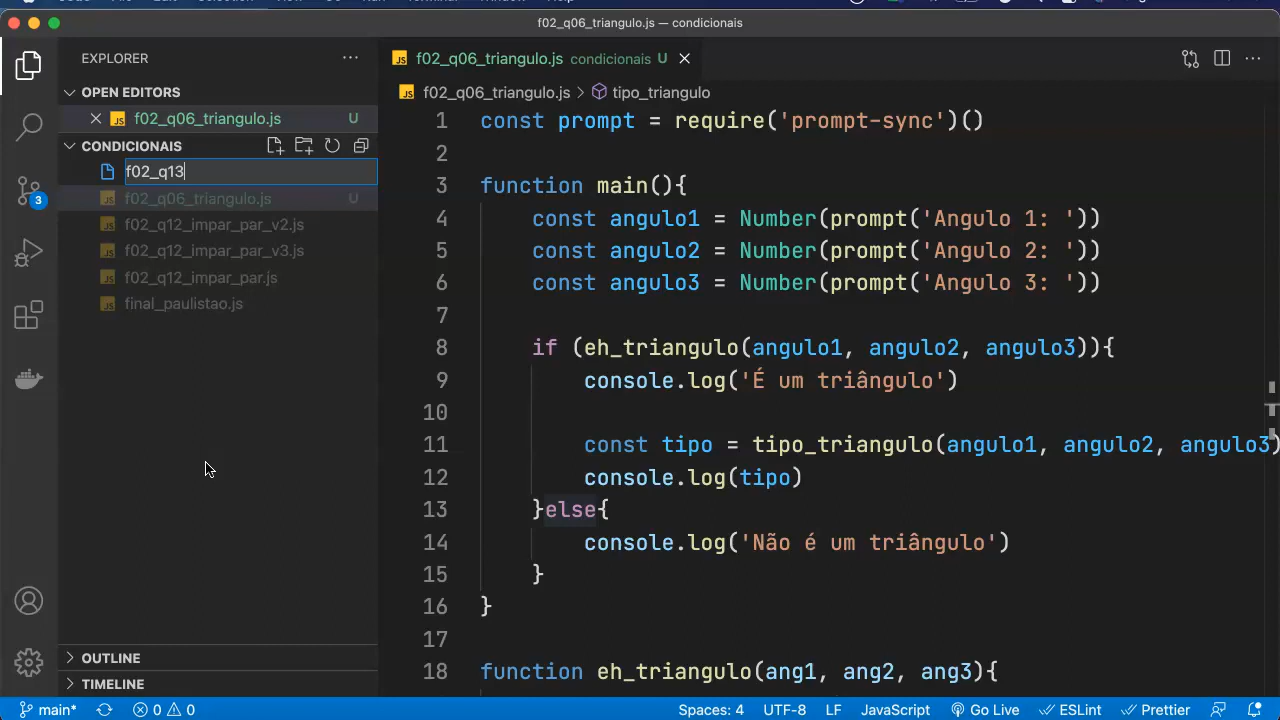 f02_q06_triangulo.js — condicionais
EXPLORER
OPEN EDITORS
f02_q06_triangulo.js U
CONDICIONAIS
f02_q13
f02_q06_triangulo.js U
f02_q12_impar_par_v2.js
f02_q12_impar_par_v3.js
f02_q12_impar_par.js
final_paulistao.js
OUTLINE
TIMELINE
3
JS f02_q06_triangulo.js condicionais U
JS f02_q06_triangulo.js > tipo_triangulo
1 const prompt = require('prompt-sync')()
2
3 function main(){
4 const angulo1 = Number(prompt('Angulo 1: '))
5 const angulo2 = Number(prompt('Angulo 2: '))
6 const angulo3 = Number(prompt('Angulo 3: '))
7
8 if (eh_triangulo(angulo1, angulo2, angulo3)){
9 console.log('É um triângulo')
10
11 const tipo = tipo_triangulo(angulo1, angulo2, angulo3)
12 console.log(tipo)
13 }else{
14 console.log('Não é um triângulo')
15 }
16 }
17
18 function eh_triangulo(ang1, ang2, ang3){
main* 0 0 Spaces: 4 UTF-8 LF JavaScript Go Live ESLint Prettier